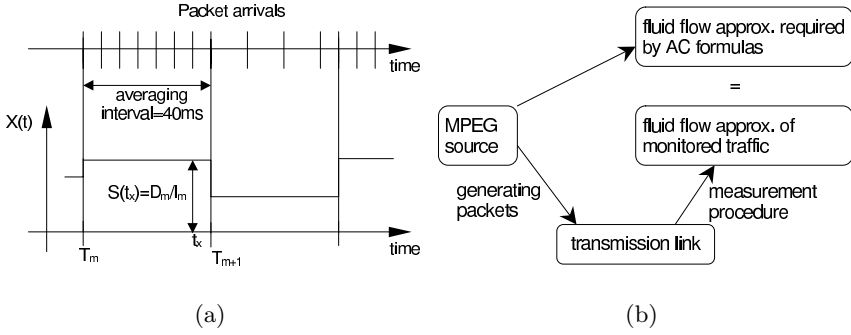 Packet arrivals
time
averaging
interval=40ms
X(t)
S(tx)=Dm/Im
tx
time
Tm
Tm+1
(a)
fluid flow approx. required
by AC formulas
=
MPEG
source
fluid flow approx. of
monitored traffic
generating
packets
measurement
procedure
transmission link
(b)